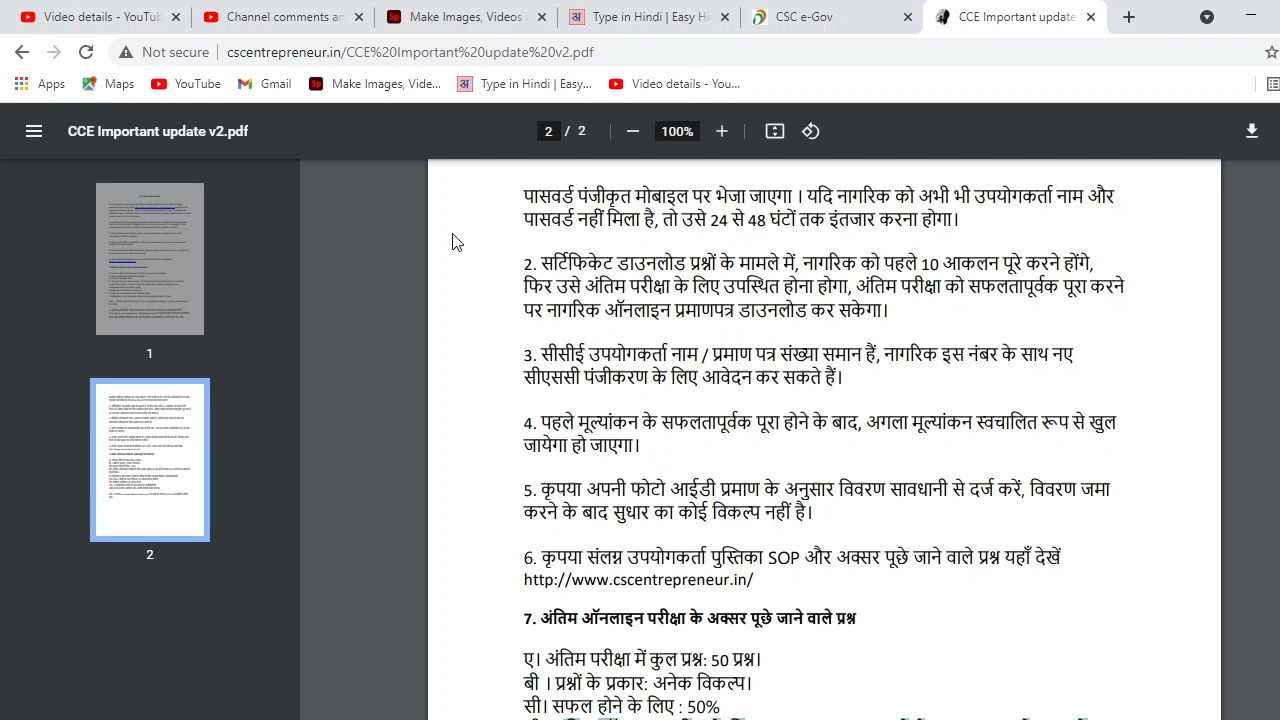 Video details - YouTub
Channel comments an
Make Images, Videos a
Type in Hindi | Easy Hi
CSC e-Gov
CCE Important update
Not secure | cscentrepreneur.in/CCE%20Important%20update%20v2.pdf
Apps Maps YouTube Gmail Make Images, Vide... Type in Hindi | Easy... Video details - You...
CCE Important update v2.pdf 2 / 2 100%
1
2
पासवर्ड पंजीकृत मोबाइल पर भेजा जाएगा । यदि नागरिक को अभी भी उपयोगकर्ता नाम और
पासवर्ड नहीं मिला है, तो उसे 24 से 48 घंटों तक इंतजार करना होगा।
2. सर्टिफिकेट डाउनलोड प्रश्नों के मामले में, नागरिक को पहले 10 आकलन पूरे करने होंगे,
फिर उसे अंतिम परीक्षा के लिए उपस्थित होना होगा, अंतिम परीक्षा को सफलतापूर्वक पूरा करने
पर नागरिक ऑनलाइन प्रमाणपत्र डाउनलोड कर सकेगा।
3. सीसीई उपयोगकर्ता नाम / प्रमाण पत्र संख्या समान हैं, नागरिक इस नंबर के साथ नए
सीएससी पंजीकरण के लिए आवेदन कर सकते हैं।
4. पहला मूल्यांकन के सफलतापूर्वक पूरा होने के बाद, अगला मूल्यांकन स्वचालित रूप से खुल
जाना हो जाएगा।
5. कृपया अपनी फोटो आईडी प्रमाण के अनुसार विवरण सावधानी से दर्ज करें, विवरण जमा
करने के बाद सुधार का कोई विकल्प नहीं है।
6. कृपया संलग्न उपयोगकर्ता पुस्तिका SOP और अक्सर पूछे जाने वाले प्रश्न यहाँ देखें
http://www.cscentrepreneur.in/
7. अंतिम ऑनलाइन परीक्षा के अक्सर पूछे जाने वाले प्रश्न
ए। अंतिम परीक्षा में कुल प्रश्न: 50 प्रश्न।
बी । प्रश्नों के प्रकार: अनेक विकल्प।
सी। सफल होने के लिए : 50%